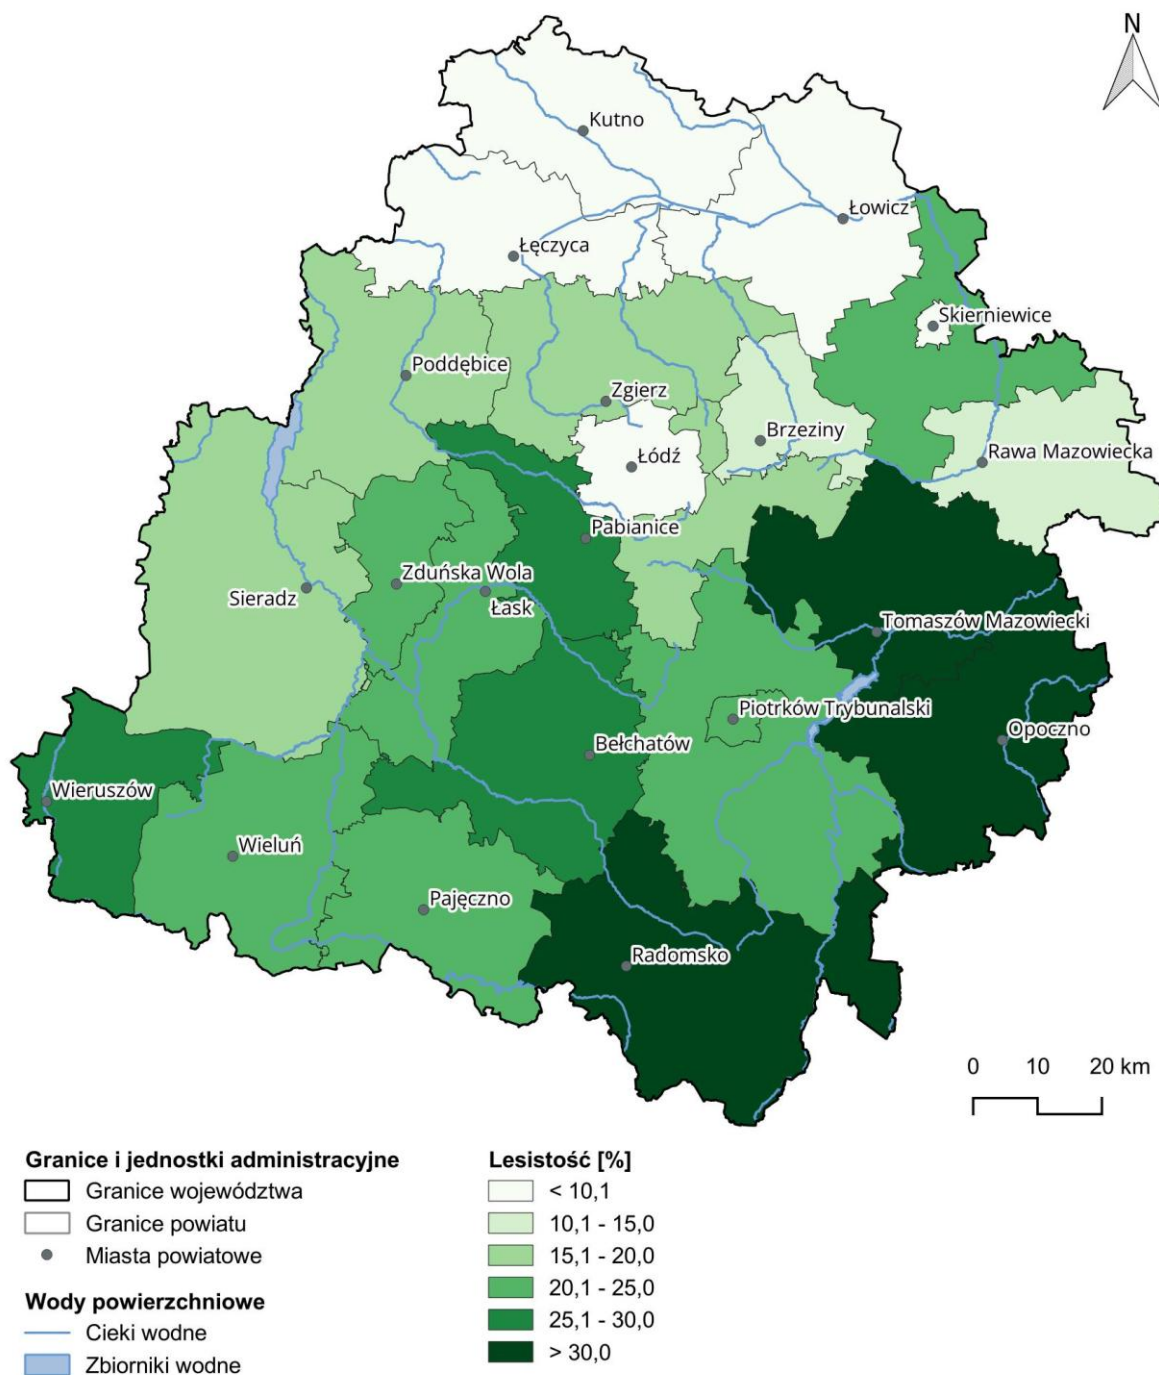 N
Kutno
Łowicz
Łęczyca
Skierniewice
Poddębice
Zgierz
Brzeziny
Łódź
Rawa Mazowiecka
Pabianice
Zduńska Wola
Sieradz
Łask
Tomaszów Mazowiecki
Piotrków Trybunalski
Opoczno
Bełchatów
Wieruszów
Wieluń
Pajęczno
Radomsko
0 10 20 km
Granice i jednostki administracyjne
Granice województwa
Granice powiatu
Miasta powiatowe
Wody powierzchniowe
Cieki wodne
Zbiorniki wodne
Lesistość [%]
< 10,1
10,1 - 15,0
15,1 - 20,0
20,1 - 25,0
25,1 - 30,0
> 30,0